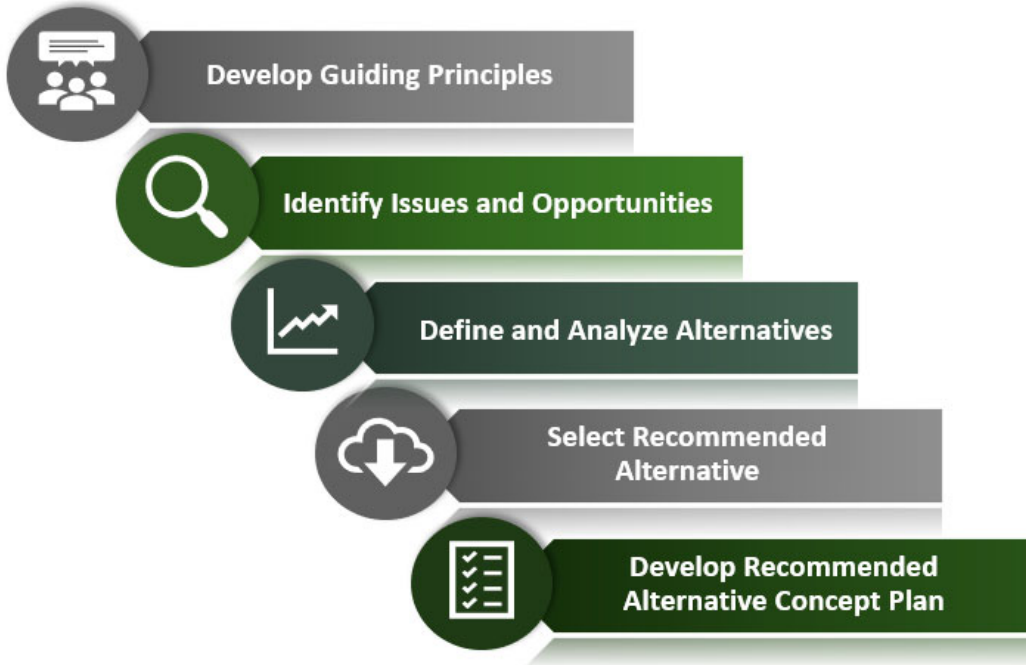 Develop Guiding Principles
Identify Issues and Opportunities
Define and Analyze Alternatives
Select Recommended
Alternative
Develop Recommended
Alternative Concept Plan